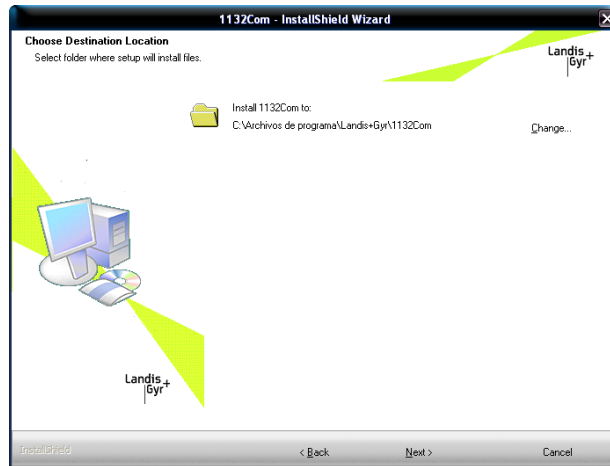 1132Com - InstallShield Wizard
Choose Destination Location
Select folder where setup will install files.
Landis
Gyr+
Install 1132Com to:
C:\Archivos de programa\Landis+Gyr\1132Com
Change...
Landis
Gyr+
InstallShield
< Back
Next >
Cancel